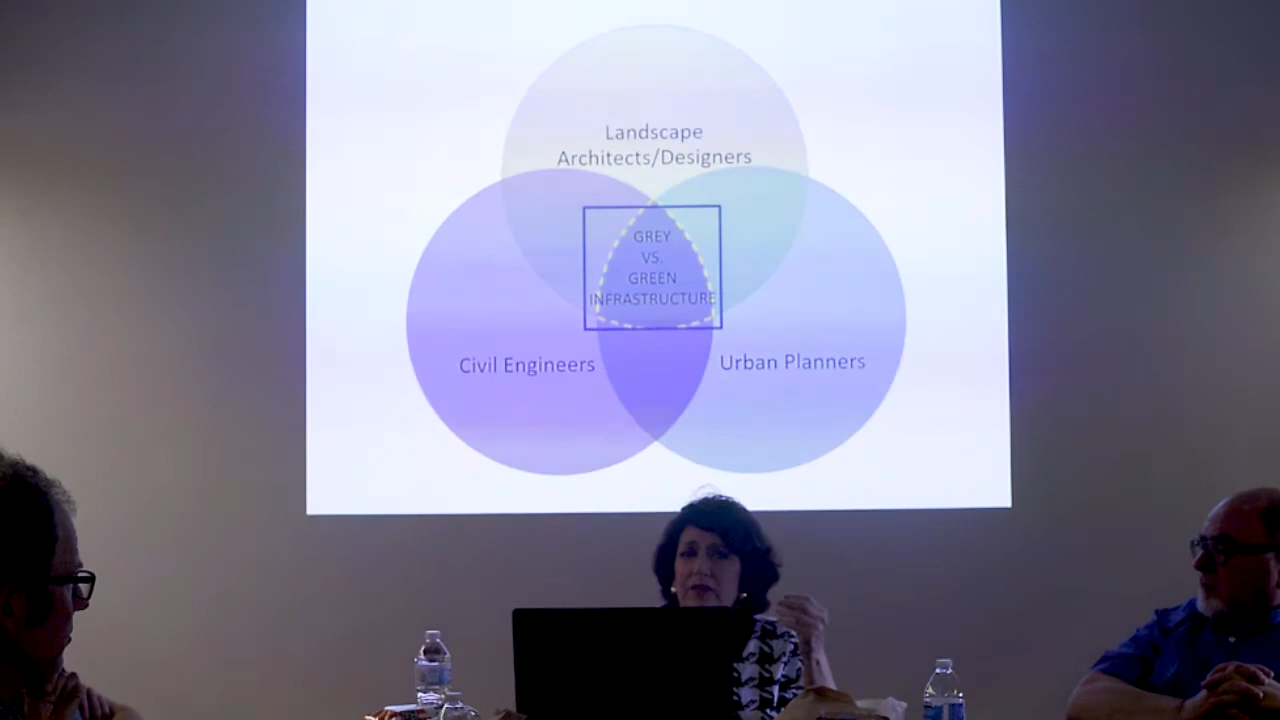 Landscape
Architects/Designers
GREY
VS.
GREEN
INFRASTRUCTURE
Civil Engineers
Urban Planners